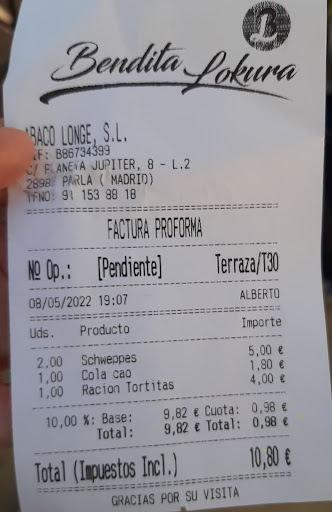 B
Bendita Lokura
ABACO LONGE, S.L.
CIF: B86734399
C/ PLANETA JUPITER, 8 - L.2
2898 PARLA ( MADRID)
TFNO: 91 153 88 18
FACTURA PROFORMA
Nº Op.: [Pendiente] Terraza/T30
08/05/2022 19:07 ALBERTO
Uds. Producto Importe
2,00 Schweppes 5,00 €
1,00 Cola cao 1,80 €
1,00 Racion Tortitas 4,00 €
10,00 %: Base: 9,82 € Cuota: 0,98 €
Total: 9,82 € Total: 0,98 €
Total (Impuestos Incl.) 10,80 €
GRACIAS POR SU VISITA